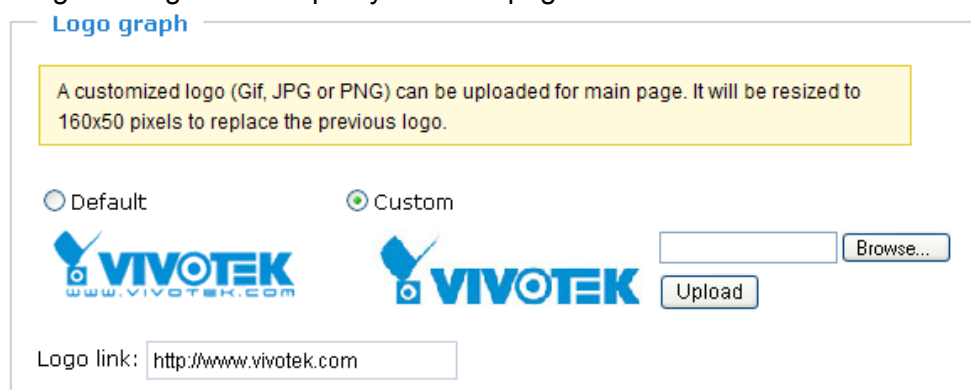 Logo graph
A customized logo (Gif, JPG or PNG) can be uploaded for main page. It will be resized to
160x50 pixels to replace the previous logo.
Default Custom
VIVOTEK VIVOTEK Browse...
www.vivotek.com Upload
Logo link: http://www.vivotek.com